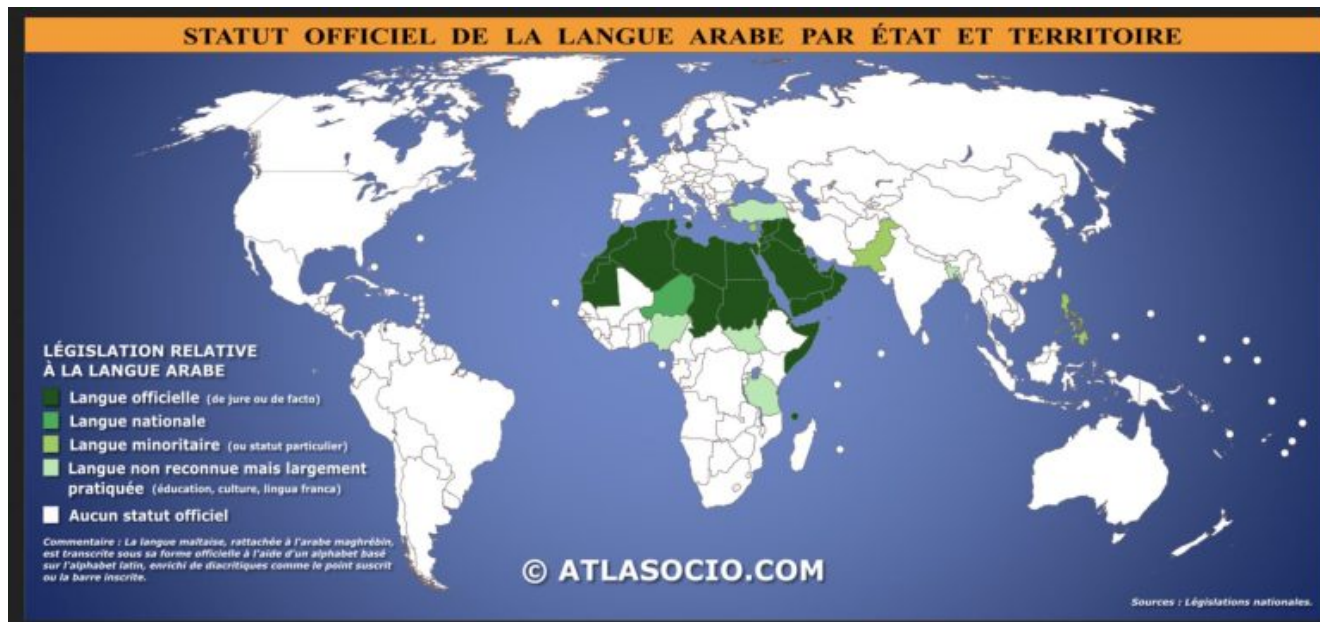 STATUT OFFICIEL DE LA LANGUE ARABE PAR ÉTAT ET TERRITOIRE
LÉGISLATION RELATIVE
À LA LANGUE ARABE
Langue officielle (de jure ou de facto)
Langue nationale
Langue minoritaire (ou statut particulier)
Langue non reconnue mais largement
pratiquée (éducation, culture, lingua franca)
Aucun statut officiel
Commentaire : La langue maltaise, rattachée à l'arabe maghrébin,
est transcrite sous sa forme officielle à l'aide d'un alphabet basé
sur l'alphabet latin, enrichi de diacritiques comme le point suscrit
ou la barre inscrite.
© ATLASOCIO.COM
Sources : Législations nationales.